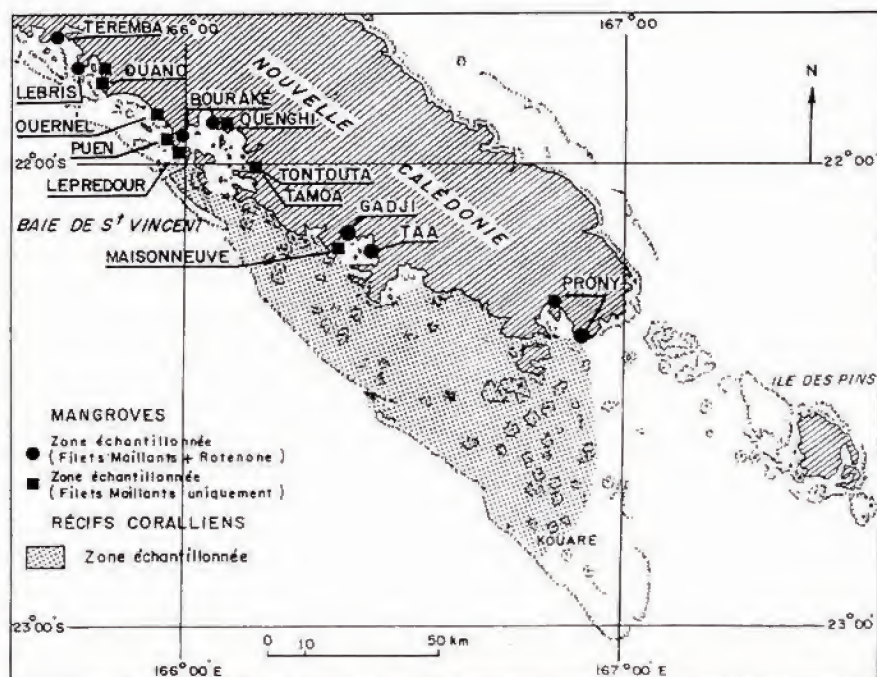 TEREMBA
166°00
167°00
LEBRIS
OUANO
NOUVELLE
N
BOURAKE
OUENGHI
OUERNEL
PUEN
22°00'S
22°00'
LEPREDOUR
TONTOUTA
TAMOA
CALÉDONIE
BAIE DE St VINCENT
GADJI
TAA
MAISONNEUVE
PRONY
ILE DES PINS
MANGROVES
Zone échantillonnée
(Filets Maillants + Rotenone)
Zone échantillonnée
(Filets Maillants uniquement)
RÉCIFS CORALLIENS
Zone échantillonnée
KOUARE
23°00'S
23°00'
0 10 50 km
166°00'E
167°00'E